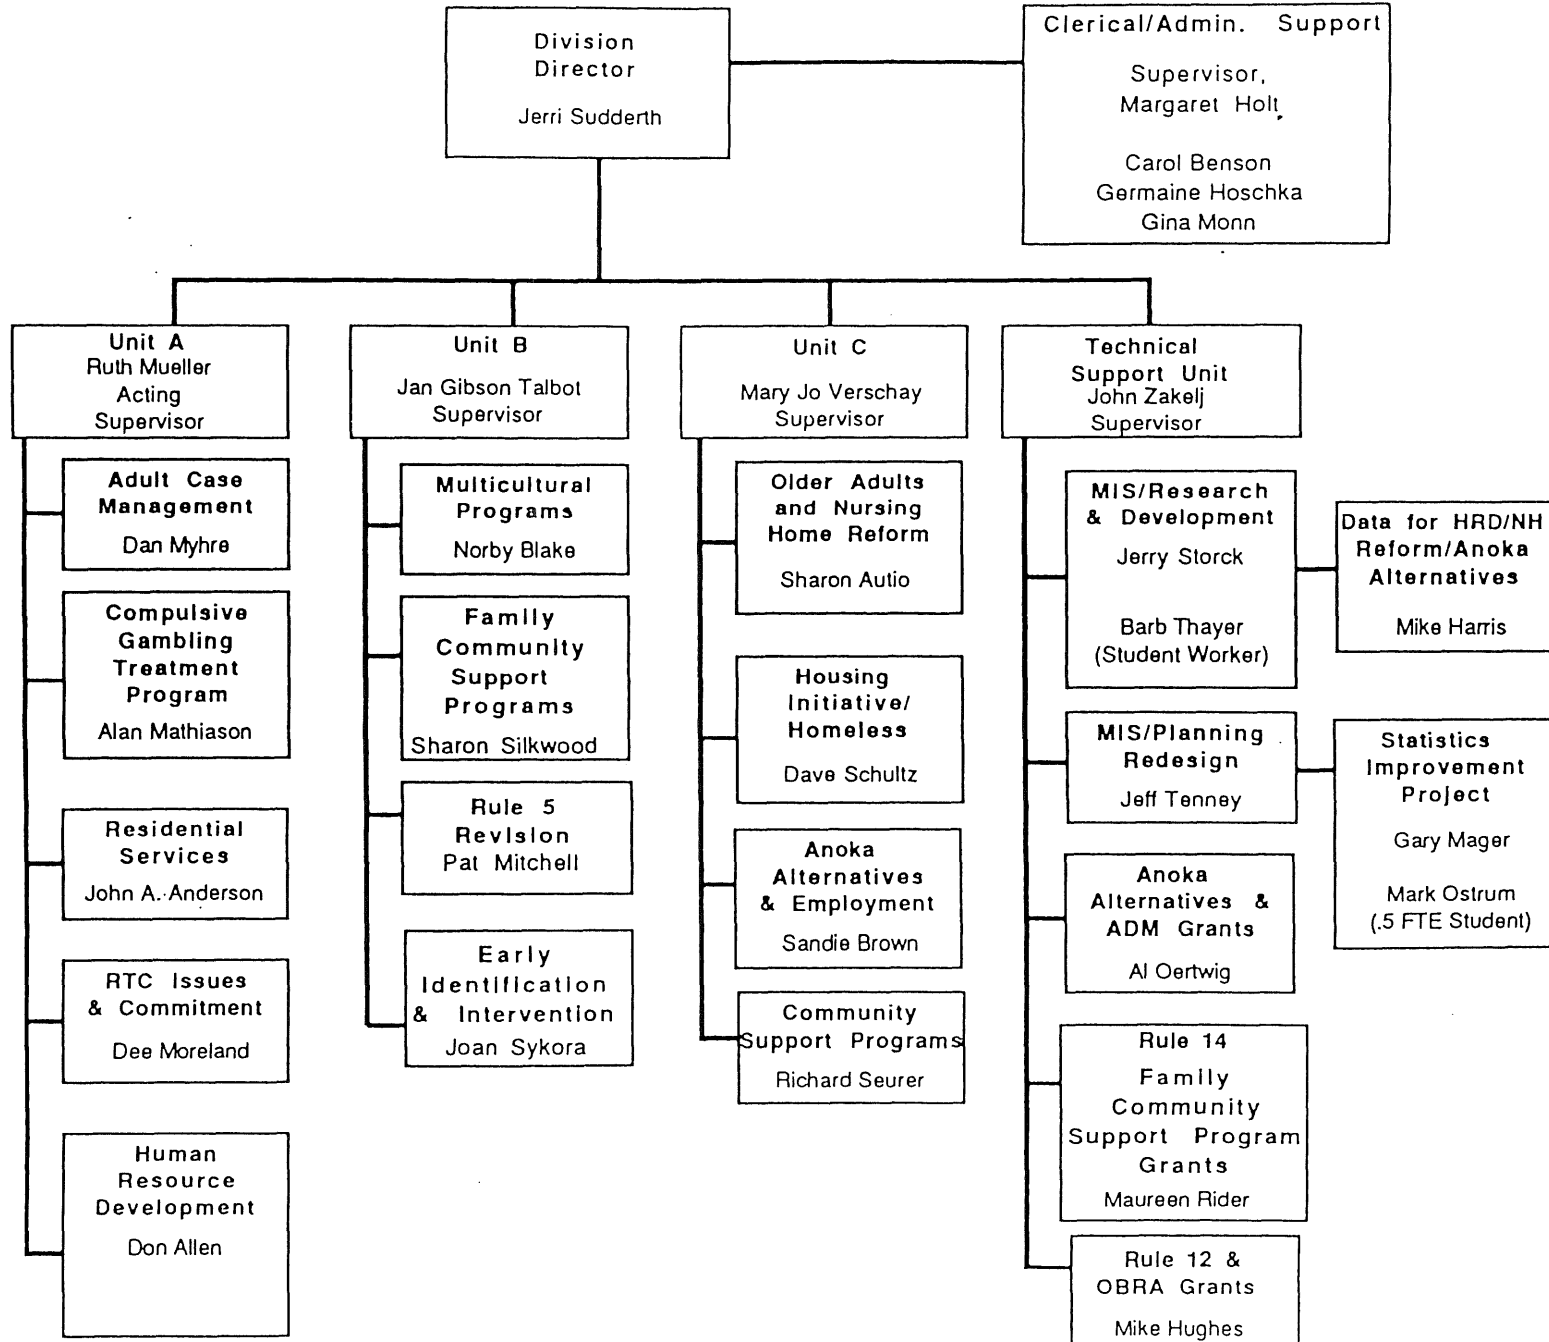 Division
Director
Jerri Sudderth
Clerical/Admin. Support
Supervisor,
Margaret Holt
Carol Benson
Germaine Hoschka
Gina Monn
Unit A
Ruth Mueller
Acting
Supervisor
Adult Case
Management
Dan Myhre
Compulsive
Gambling
Treatment
Program
Alan Mathiason
Residential
Services
John A. Anderson
RTC Issues
& Commitment
Dee Moreland
Human
Resource
Development
Don Allen
Unit B
Jan Gibson Talbot
Supervisor
Multicultural
Programs
Norby Blake
Family
Community
Support
Programs
Sharon Silkwood
Rule 5
Revision
Pat Mitchell
Early
Identification
& Intervention
Joan Sykora
Unit C
Mary Jo Verschay
Supervisor
Older Adults
and Nursing
Home Reform
Sharon Autio
Housing
Initiative/
Homeless
Dave Schultz
Anoka
Alternatives
& Employment
Sandie Brown
Community
Support Programs
Richard Seurer
Technical
Support Unit
John Zakelj
Supervisor
MIS/Research
& Development
Jerry Storck
Barb Thayer
(Student Worker)
Data for HRD/NH
Reform/Anoka
Alternatives
Mike Harris
MIS/Planning
Redesign
Jeff Tenney
Statistics
Improvement
Project
Gary Mager
Mark Ostrum
(.5 FTE Student)
Anoka
Alternatives &
ADM Grants
Al Oertwig
Rule 14
Family
Community
Support Program
Grants
Maureen Rider
Rule 12 &
OBRA Grants
Mike Hughes